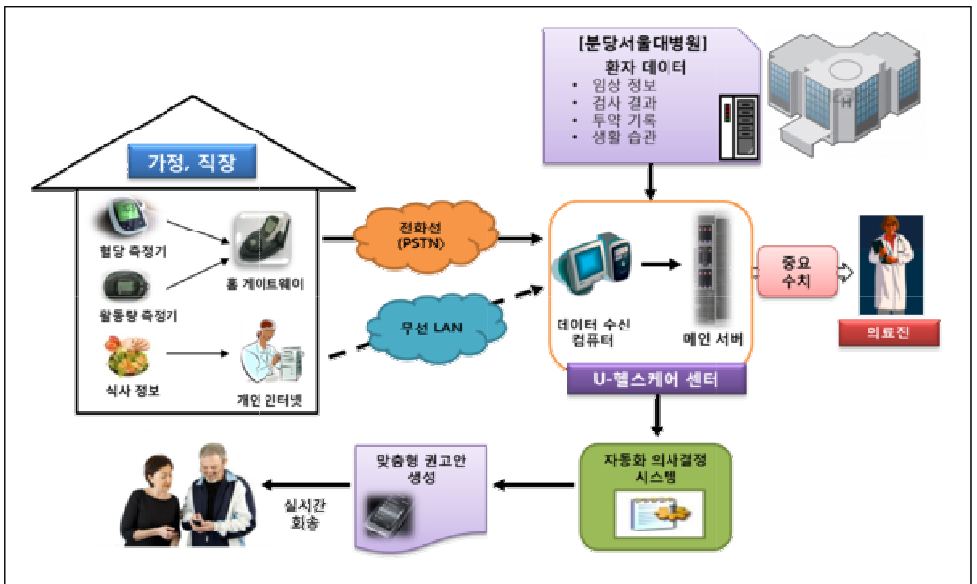 [분당서울대병원]
환자 데이터
• 임상 정보
• 검사 결과
• 투약 기록
• 생활 습관
H
가정, 직장
혈당 측정기
홈 게이트웨이
활동량 측정기
식사 정보
개인 인터넷
전화선
(PSTN)
무선 LAN
데이터 수신
컴퓨터
메인 서버
U-헬스케어 센터
중요
수치
의료진
자동화 의사결정
시스템
맞춤형 권고안
생성
실시간
회송